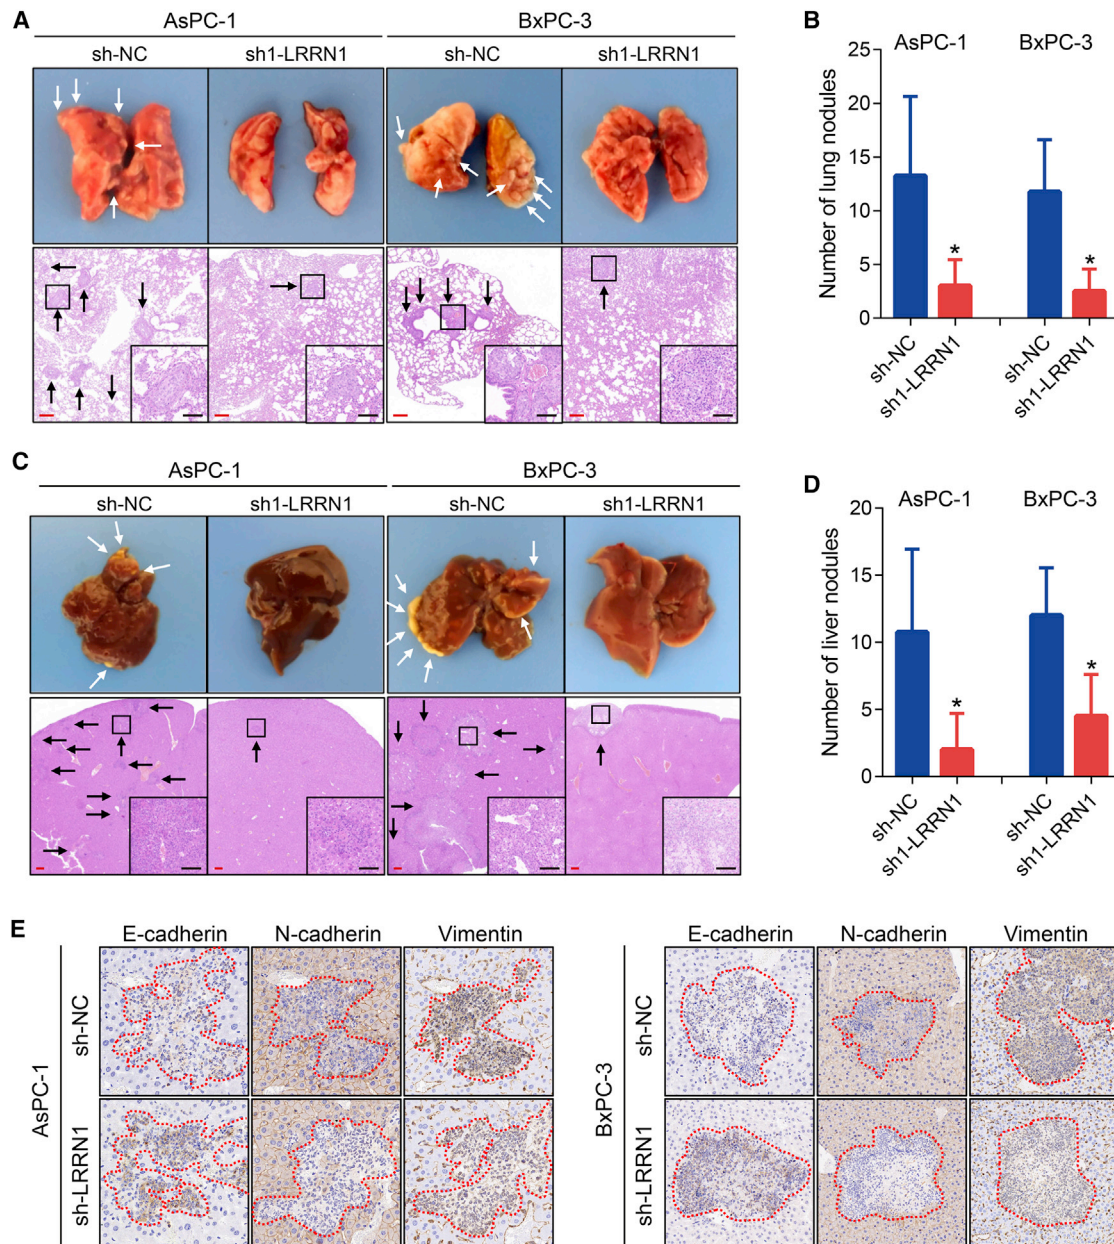 A
AsPC-1
BxPC-3
sh-NC
sh1-LRRN1
sh-NC
sh1-LRRN1
B
AsPC-1
BxPC-3
Number of lung nodules
25
20
15
10
5
0
*
*
sh-NC
sh1-LRRN1
sh-NC
sh1-LRRN1
C
AsPC-1
BxPC-3
sh-NC
sh1-LRRN1
sh-NC
sh1-LRRN1
D
AsPC-1
BxPC-3
Number of liver nodules
20
15
10
5
0
*
*
sh-NC
sh1-LRRN1
sh-NC
sh1-LRRN1
E
E-cadherin
N-cadherin
Vimentin
AsPC-1
sh-NC
sh-LRRN1
E-cadherin
N-cadherin
Vimentin
BxPC-3
sh-NC
sh-LRRN1